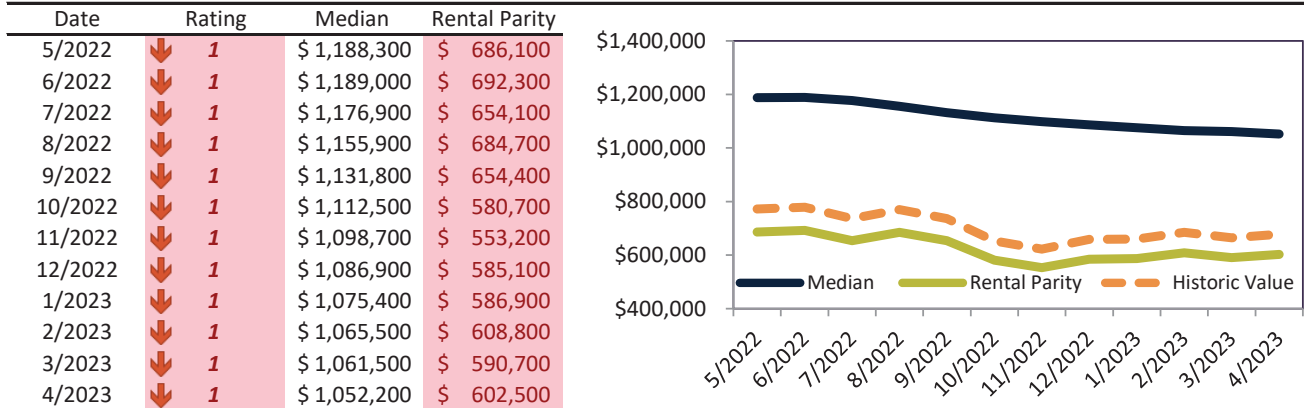 Date Rating Median Rental Parity
5/2022 1 $ 1,188,300 $ 686,100
6/2022 1 $ 1,189,000 $ 692,300
7/2022 1 $ 1,176,900 $ 654,100
8/2022 1 $ 1,155,900 $ 684,700
9/2022 1 $ 1,131,800 $ 654,400
10/2022 1 $ 1,112,500 $ 580,700
11/2022 1 $ 1,098,700 $ 553,200
12/2022 1 $ 1,086,900 $ 585,100
1/2023 1 $ 1,075,400 $ 586,900
2/2023 1 $ 1,065,500 $ 608,800
3/2023 1 $ 1,061,500 $ 590,700
4/2023 1 $ 1,052,200 $ 602,500
$1,400,000
$1,200,000
$1,000,000
$800,000
$600,000
$400,000
Median Rental Parity Historic Value
5/2022 6/2022 7/2022 8/2022 9/2022 10/2022 11/2022 12/2022 1/2023 2/2023 3/2023 4/2023